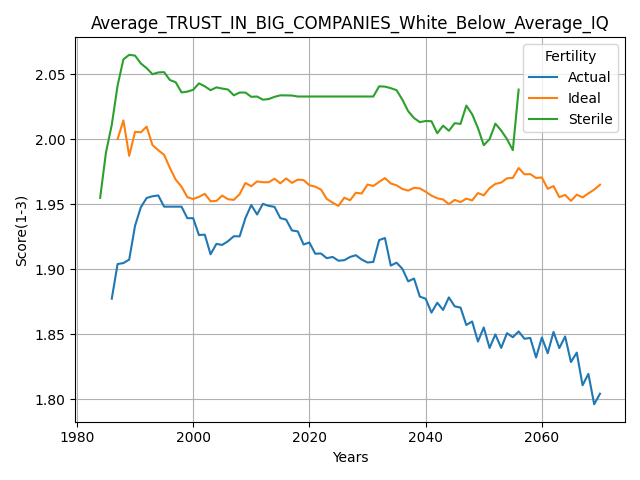 Average_TRUST_IN_BIG_COMPANIES_White_Below_Average_IQ
Fertility
Actual
Ideal
Sterile
Score(1-3)
2.05
2.00
1.95
1.90
1.85
1.80
1980
2000
2020
2040
2060
Years